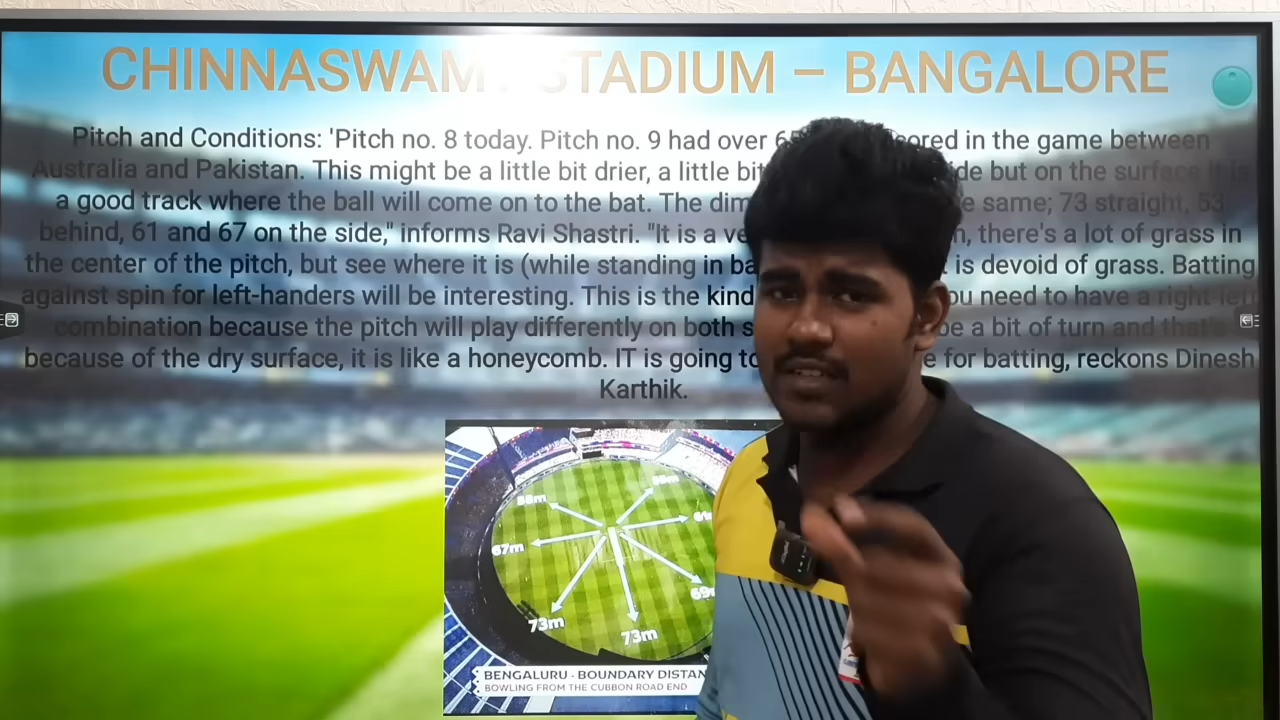 CHINNASWAM STADIUM – BANGALORE
Pitch and Conditions: 'Pitch no. 8 today. Pitch no. 9 had over in the game between
Australia and Pakistan. This might be a little bit drier, a little bit but on the surface it is
a good track where the ball will come on to the bat. The same; 73 straight, 53
behind, 61 and 67 on the side," informs Ravi Shastri. "It is a there's a lot of grass in
the center of the pitch, but see where it is (while standing in is devoid of grass. Batting
against spin for left-handers will be interesting. This is the kind you need to have a right-left
combination because the pitch will play differently on both be a bit of turn and that's
because of the dry surface, it is like a honeycomb. IT is going to for batting, reckons Dinesh
Karthik.
58m
61m
67m
69m
73m
73m
BENGALURU - BOUNDARY DISTAN
BOWLING FROM THE CUBBON ROAD END